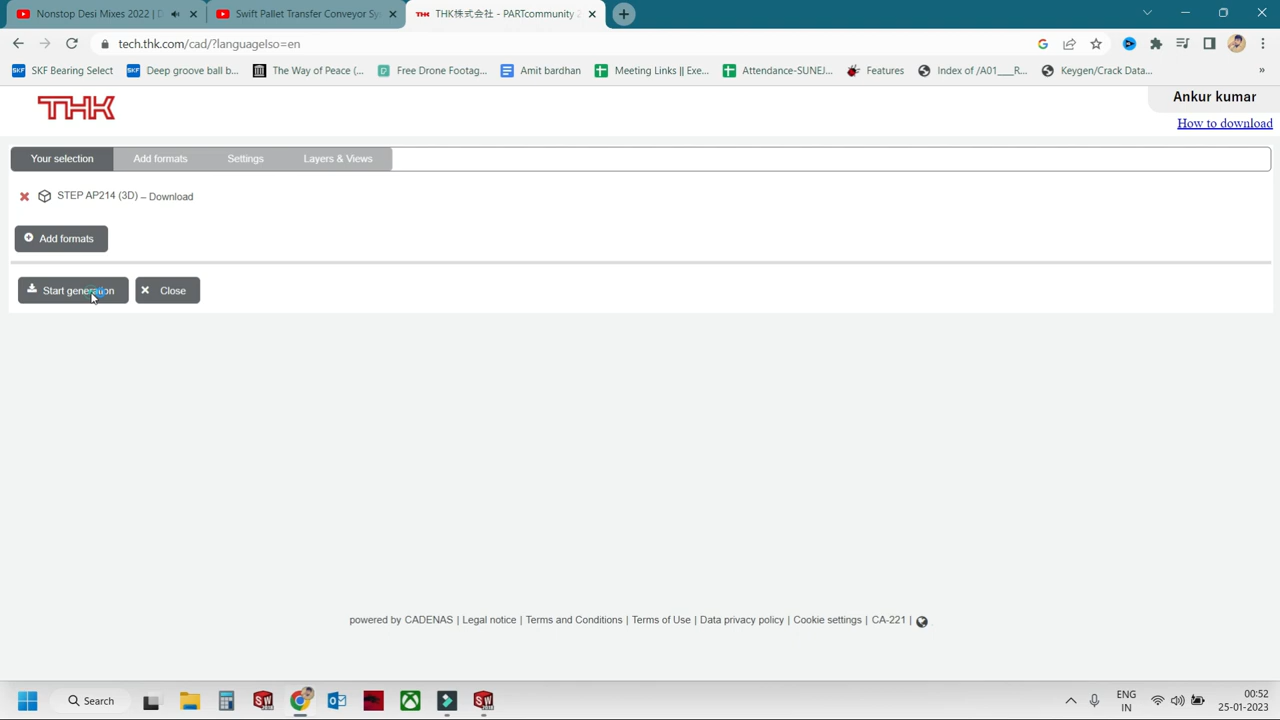 Nonstop Desi Mixes 2022 | D
Swift Pallet Transfer Conveyor Sy
THK株式会社 - PARTcommunity
tech.thk.com/cad/?languageIso=en
SKF Bearing Select
Deep groove ball b...
The Way of Peace (...
Free Drone Footag...
Amit bardhan
Meeting Links || Exe...
Attendance-SUNEJ...
Features
Index of /A01___R...
Keygen/Crack Data...
»
THK
Ankur kumar
How to download
Your selection
Add formats
Settings
Layers & Views
STEP AP214 (3D) – Download
Add formats
Start generation
Close
powered by CADENAS | Legal notice | Terms and Conditions | Terms of Use | Data privacy policy | Cookie settings | CA-221 |
Search
ENG
IN
00:52
25-01-2023